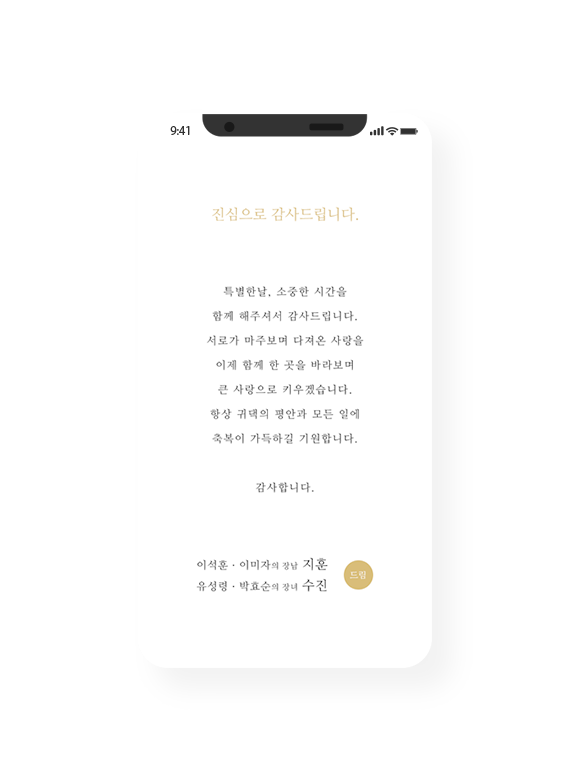 9:41
진심으로 감사드립니다.
특별한날, 소중한 시간을
함께 해주셔서 감사드립니다.
서로가 마주보며 다져온 사랑을
이제 함께 한 곳을 바라보며
큰 사랑으로 키우겠습니다.
항상 귀댁의 평안과 모든 일에
축복이 가득하길 기원합니다.
감사합니다.
이석훈 · 이미자의 장남 지훈
유성령 · 박효순의 장녀 수진
드림